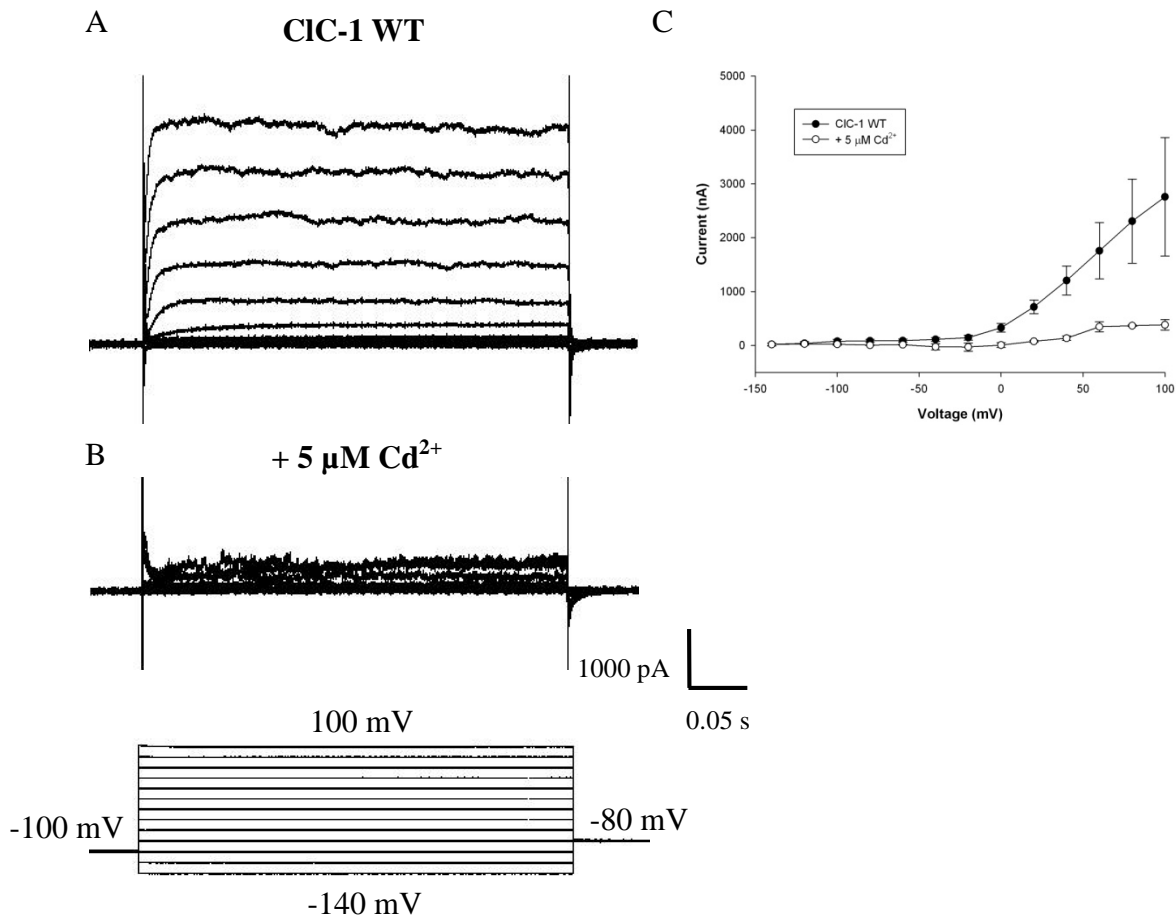 A
ClC-1 WT
B
+ 5 µM Cd²⁺
1000 pA
0.05 s
100 mV
-100 mV
-80 mV
-140 mV
C
5000
4000
3000
2000
1000
0
Current (nA)
ClC-1 WT
+ 5 µM Cd²⁺
-150
-100
-50
0
50
100
Voltage (mV)